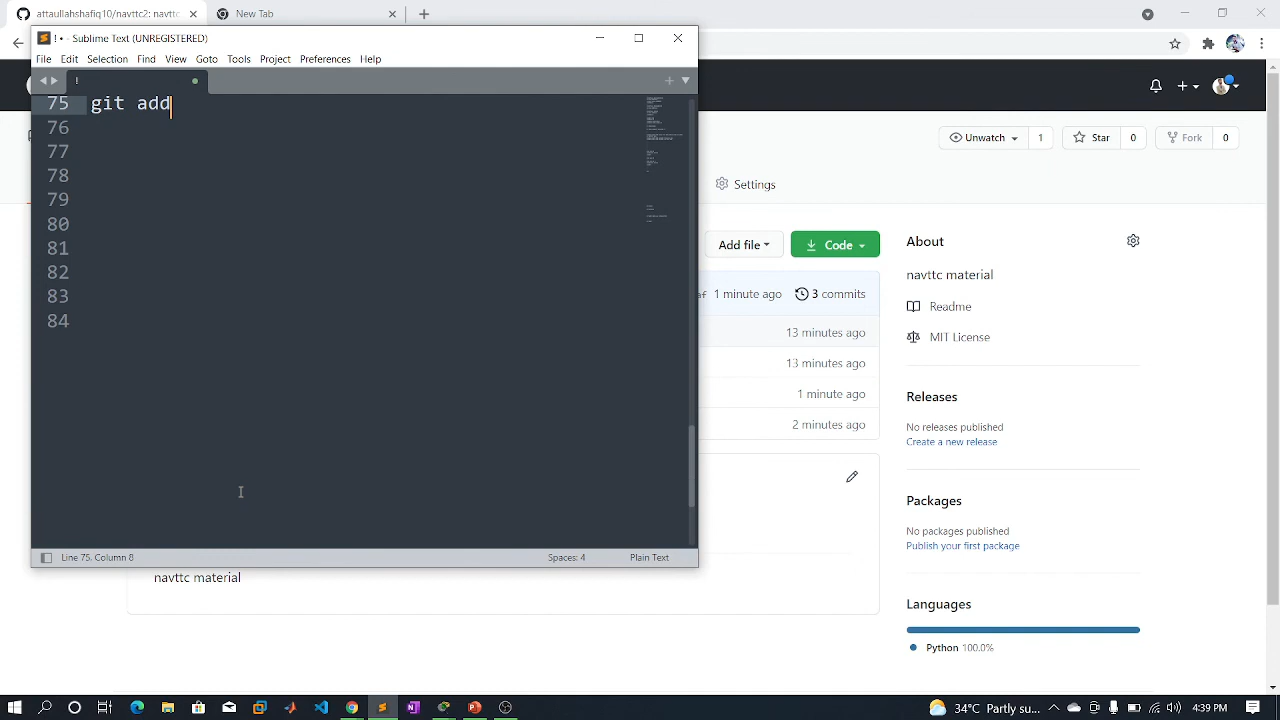 attaullahshafiq10/navttc2: navttc
New Tab
! • - Sublime Text (UNREGISTERED)
File Edit Selection Find View Goto Tools Project Preferences Help
!
75 git add
76
77
78
79
80
81
82
83
84
Line 75, Column 8
Spaces: 4
Plain Text
Unwatch
1
Star
0
Fork
0
Settings
Add file
Code
1 minute ago
3 commits
13 minutes ago
13 minutes ago
1 minute ago
2 minutes ago
navttc material
About
navttc material
Readme
MIT License
Releases
No releases published
Create a new release
Packages
No packages published
Publish your first package
Languages
Python 100.0%
34°C Partly su...
4:39 PM